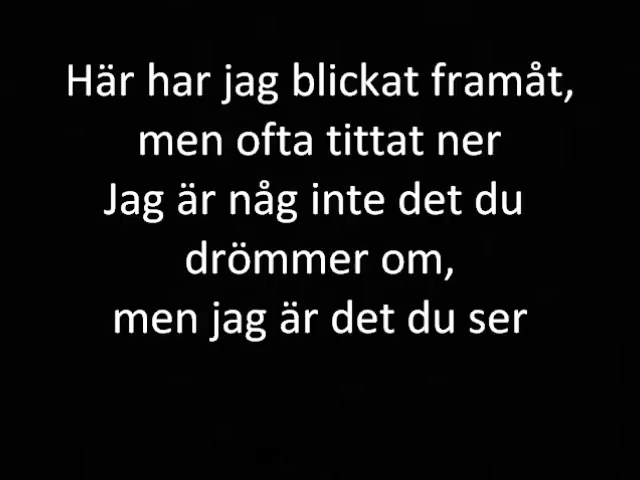 Här har jag blickat framåt,
men ofta tittat ner
Jag är någ inte det du
drömmer om,
men jag är det du ser